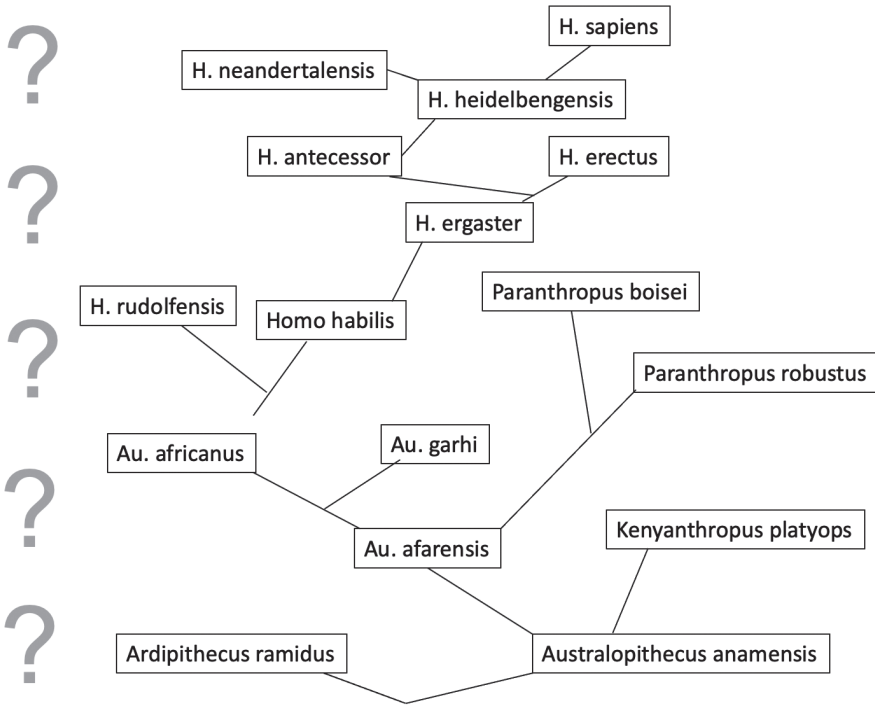 ?
H. sapiens
H. neandertalensis
H. heidelbengensis
H. antecessor
H. erectus
?
H. ergaster
Paranthropus boisei
H. rudolfensis
Homo habilis
?
Paranthropus robustus
Au. africanus
Au. garhi
?
Kenyanthropus platyops
Au. afarensis
?
Ardipithecus ramidus
Australopithecus anamensis